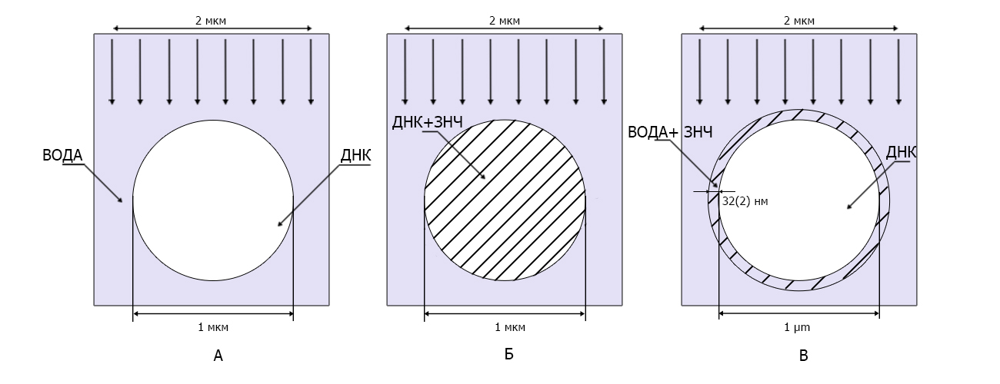 2 мкм
2 мкм
2 мкм
ВОДА
ДНК
ДНК+ЗНЧ
ВОДА+ ЗНЧ
ДНК
32(2) нм
1 мкм
1 мкм
1 µm
А
Б
В